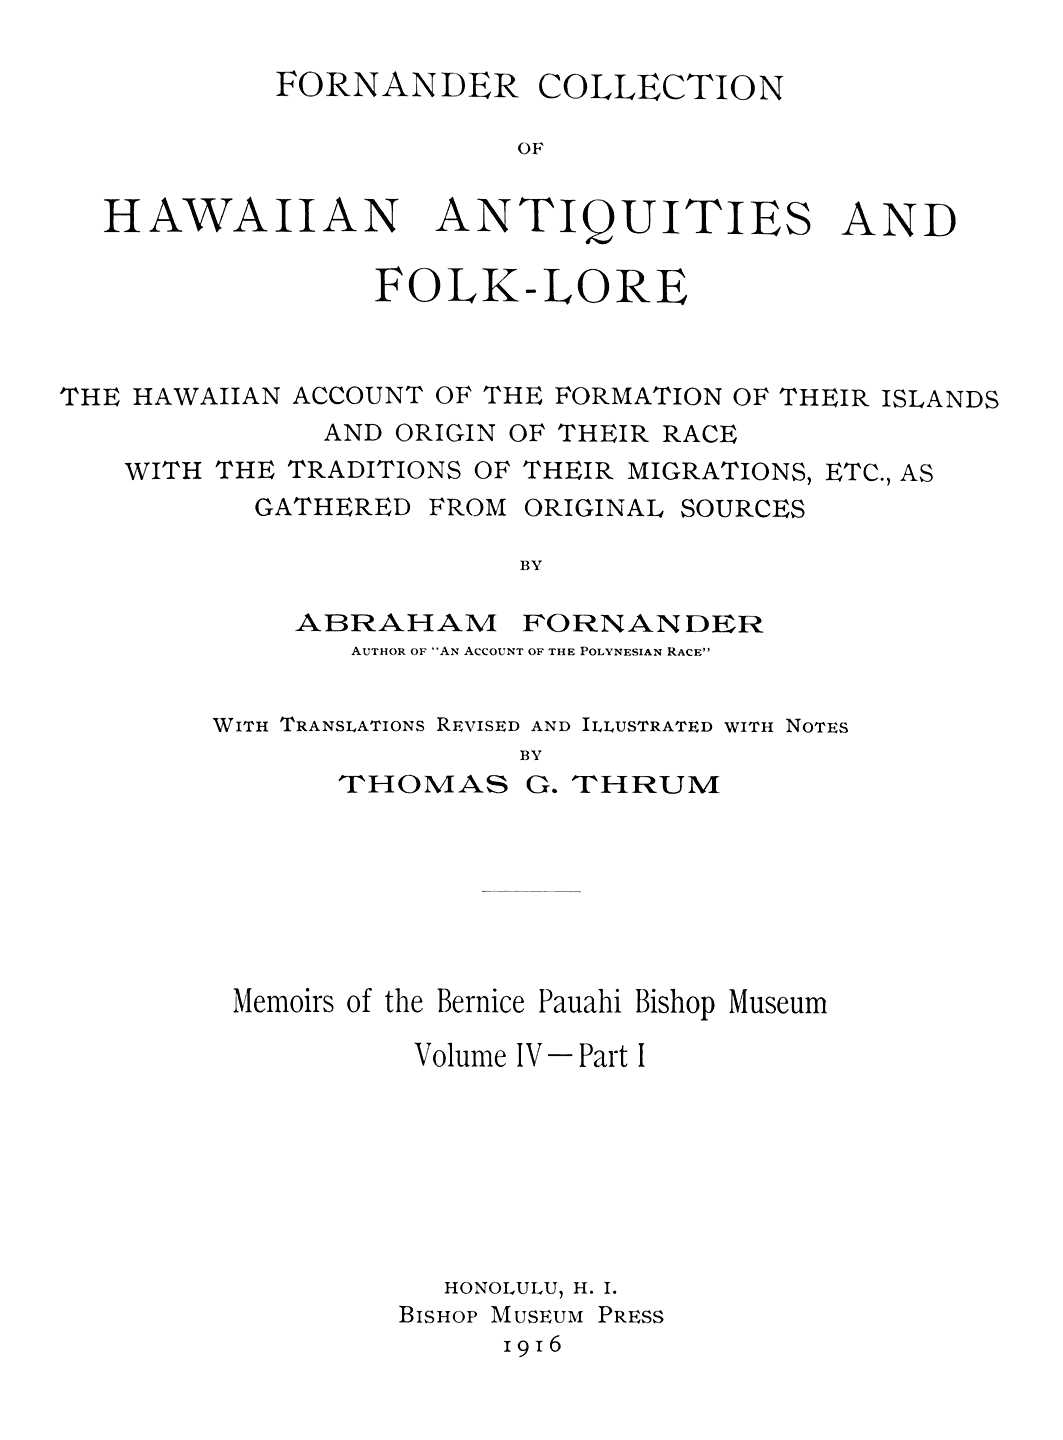 FORNANDER COLLECTION
OF
HAWAIIAN ANTIQUITIES AND
FOLK-LORE
THE HAWAIIAN ACCOUNT OF THE FORMATION OF THEIR ISLANDS
AND ORIGIN OF THEIR RACE
WITH THE TRADITIONS OF THEIR MIGRATIONS, ETC., AS
GATHERED FROM ORIGINAL SOURCES
BY
ABRAHAM FORNANDER
AUTHOR OF "AN ACCOUNT OF THE POLYNESIAN RACE"
WITH TRANSLATIONS REVISED AND ILLUSTRATED WITH NOTES
BY
THOMAS G. THRUM
Memoirs of the Bernice Pauahi Bishop Museum
Volume IV—Part I
HONOLULU, H. I.
BISHOP MUSEUM PRESS
1916